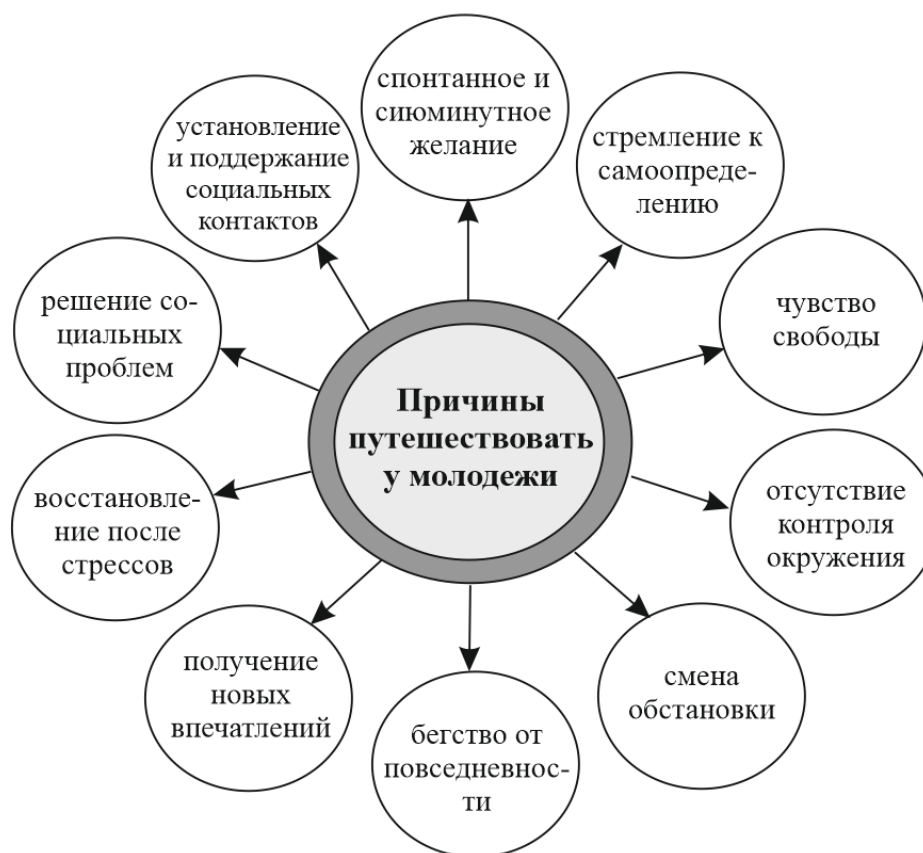 спонтанное и
сиюминутное
желание
стремление к
самоопреде-
лению
чувство
свободы
отсутствие
контроля
окружения
смена
обстановки
бегство от
повседневнос-
ти
получение
новых
впечатлений
восстановле-
ние после
стрессов
решение со-
циальных
проблем
установление
и поддержание
социальных
контактов
Причины
путешествовать
у молодежи